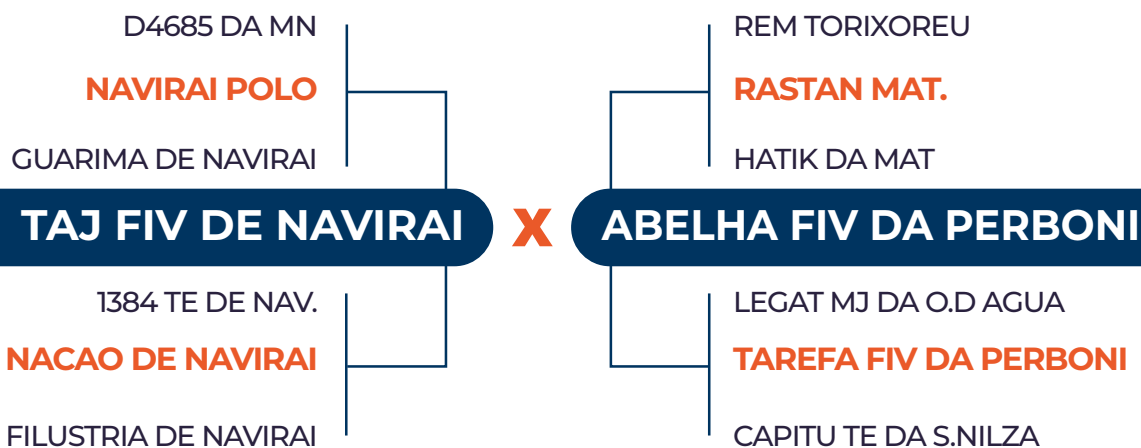 D4685 DA MN
NAVIRAI POLO
GUARIMA DE NAVIRAI
TAJ FIV DE NAVIRAI
1384 TE DE NAV.
NACAO DE NAVIRAI
FILUSTRIA DE NAVIRAI
X
REM TORIXOREU
RASTAN MAT.
HATIK DA MAT
ABELHA FIV DA PERBONI
LEGAT MJ DA O.D AGUA
TAREFA FIV DA PERBONI
CAPITU TE DA S.NILZA